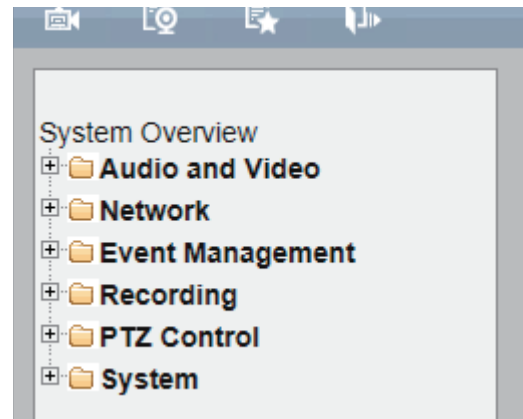 System Overview
Audio and Video
Network
Event Management
Recording
PTZ Control
System